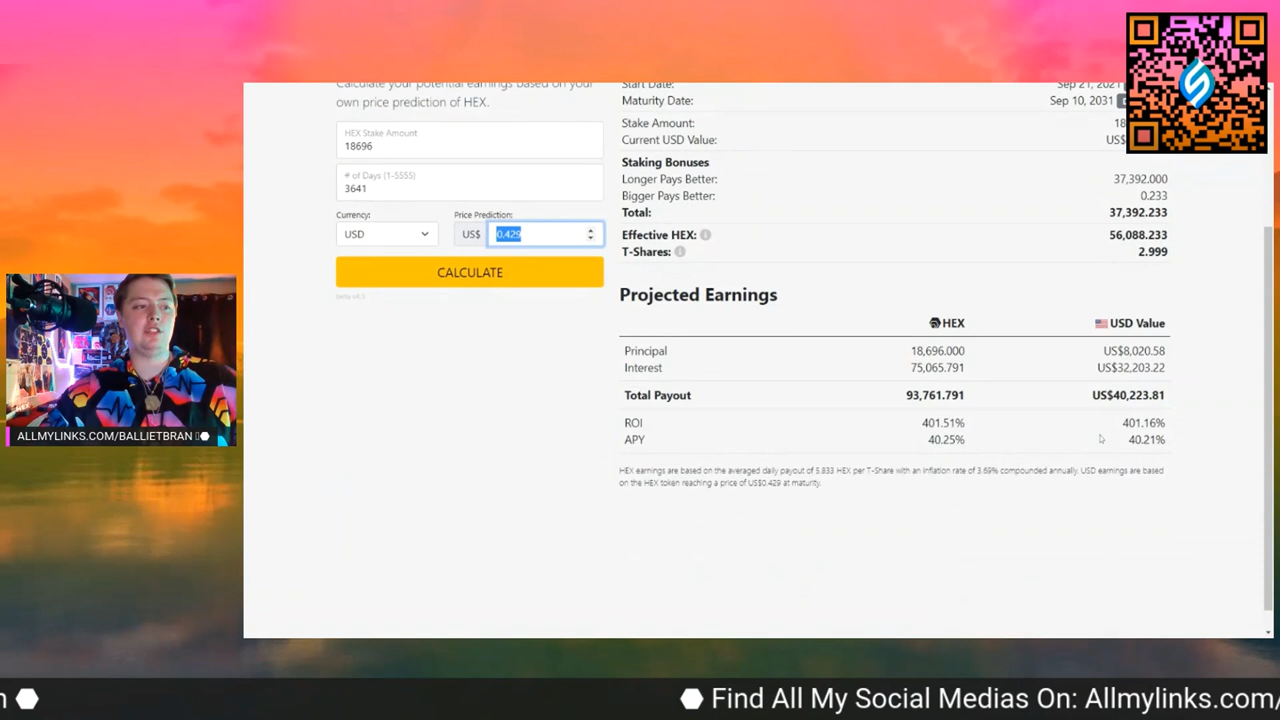 Calculate your potential earnings based on your
own price prediction of HEX.
HEX Stake Amount
18696
# of Days (1-5555)
3641
Currency:
Price Prediction:
USD
US$
0.429
CALCULATE
beta v4.3
Start Date:
Sep 21, 2021
Maturity Date:
Sep 10, 2031
Stake Amount:
18
Current USD Value:
US$
Staking Bonuses
Longer Pays Better:
37,392.000
Bigger Pays Better:
0.233
Total:
37,392.233
Effective HEX:
56,088.233
T-Shares:
2.999
Projected Earnings
HEX
USD Value
Principal
18,696.000
US$8,020.58
Interest
75,065.791
US$32,203.22
Total Payout
93,761.791
US$40,223.81
ROI
401.51%
401.16%
APY
40.25%
40.21%
HEX earnings are based on the averaged daily payout of 5.833 HEX per T-Share with an inflation rate of 3.69% compounded annually. USD earnings are based
on the HEX token reaching a price of US$0.429 at maturity.
ALLMYLINKS.COM/BALLIETBRAN
n
Find All My Social Medias On: Allmylinks.com/